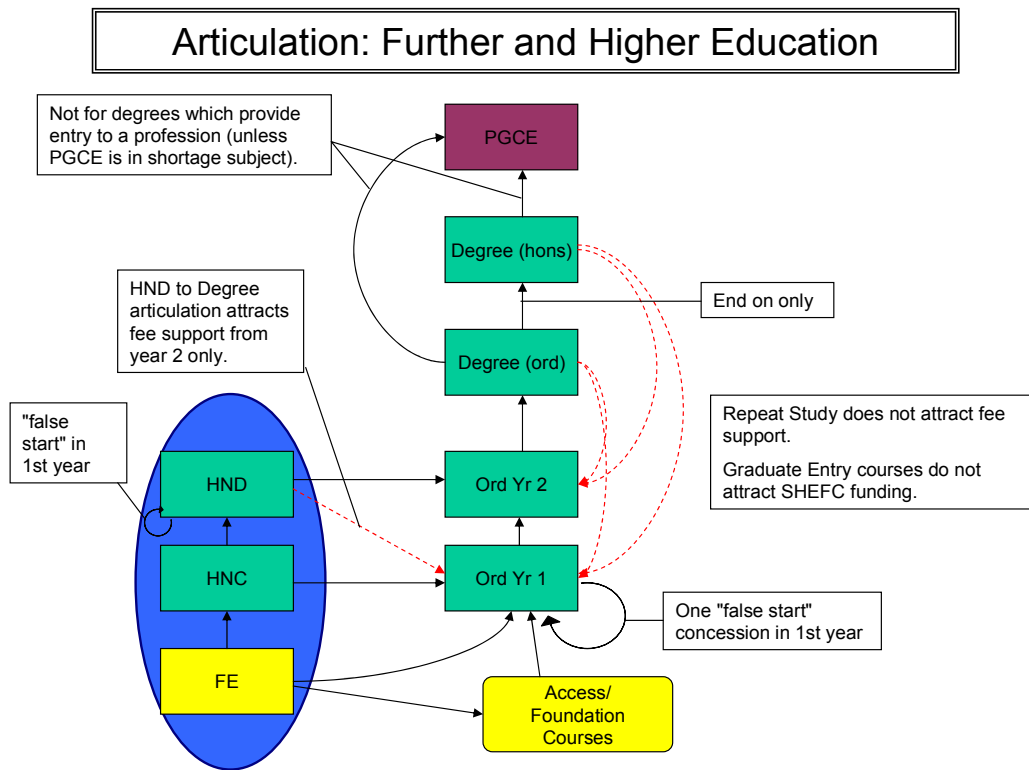 Articulation: Further and Higher Education
Not for degrees which provide
entry to a profession (unless
PGCE is in shortage subject).
PGCE
Degree (hons)
HND to Degree
articulation attracts
fee support from
year 2 only.
End on only
Degree (ord)
"false
start" in
1st year
Repeat Study does not attract fee
support.
Graduate Entry courses do not
attract SHEFC funding.
HND
Ord Yr 2
HNC
Ord Yr 1
One "false start"
concession in 1st year
FE
Access/
Foundation
Courses